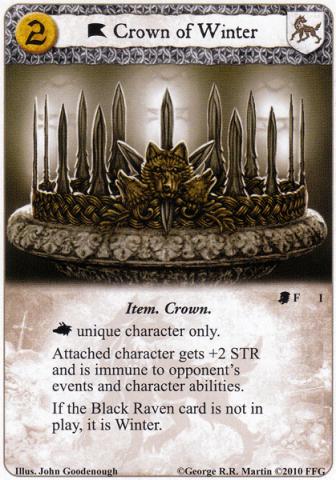 2
Crown of Winter
F 1
Item. Crown.
unique character only.
Attached character gets +2 STR
and is immune to opponent's
events and character abilities.
If the Black Raven card is not in
play, it is Winter.
Illus. John Goodenough ©George R.R. Martin ©2010 FFG